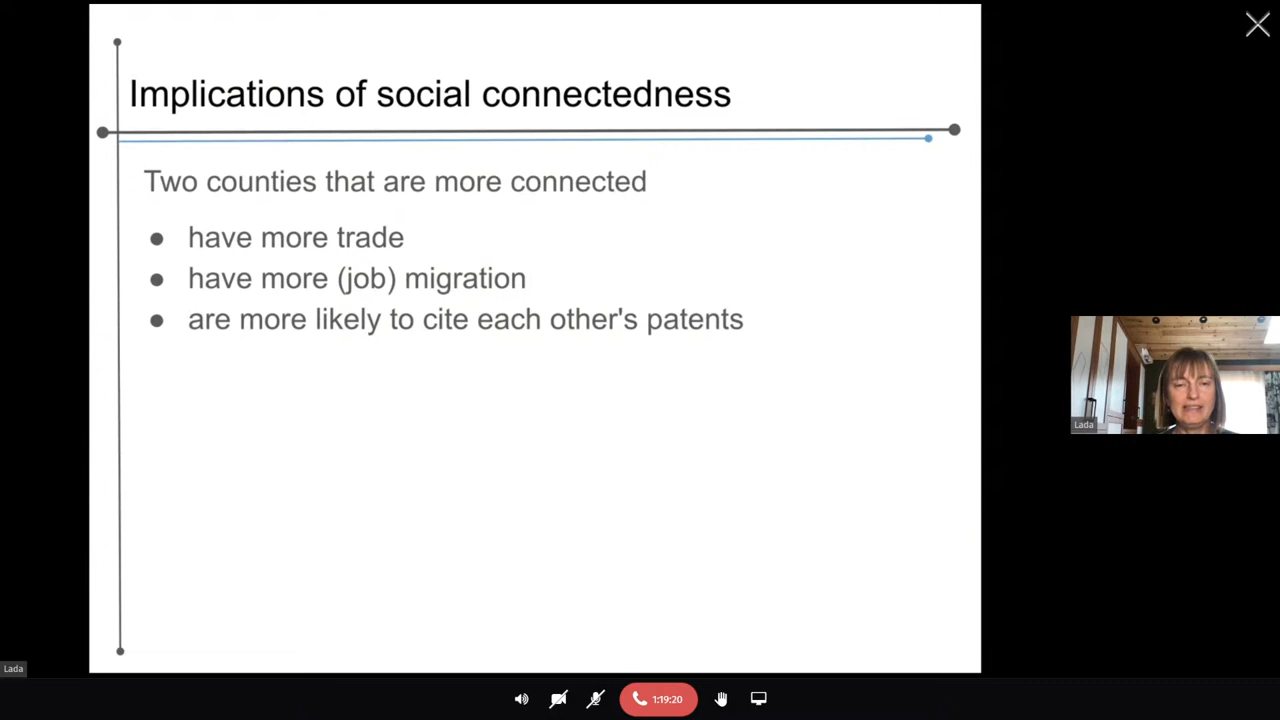 Implications of social connectedness
Two counties that are more connected
● have more trade
● have more (job) migration
● are more likely to cite each other's patents
Lada
Lada
1:19:20